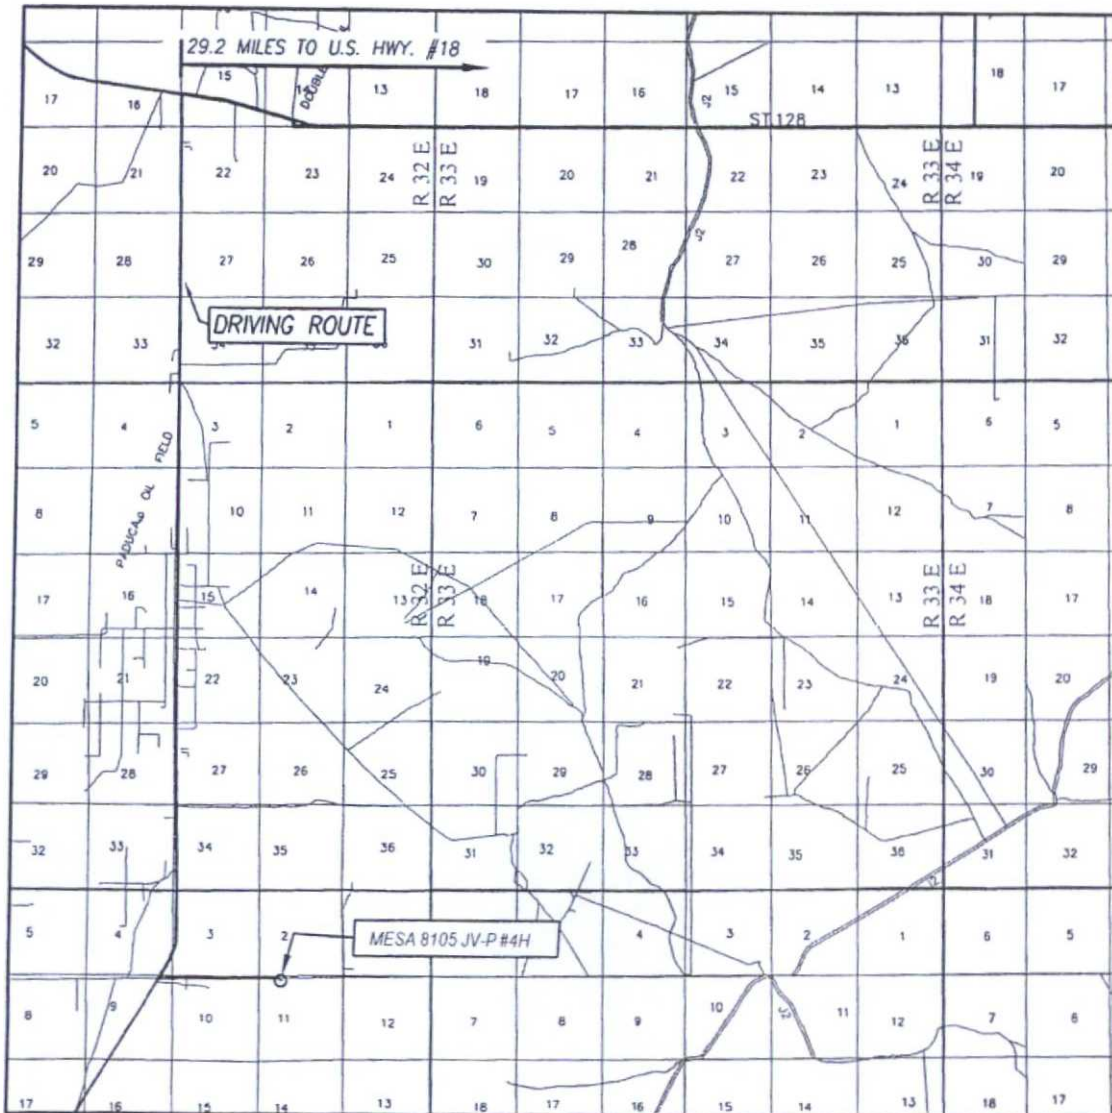 29.2 MILES TO U.S. HWY. #18
15 18
17 16 14 DOUBLE 13 18 17 16 J2 15 14 13 17
ST 128
20 21 22 23 24 R 32 E R 33 E 19 20 21 22 23 24 R 33 E R 34 E 19 20
J2
29 28 27 26 25 30 29 28 27 26 25 30 29
DRIVING ROUTE
32 33 34 31 32 33 34 35 36 31 32
5 4 3 2 1 6 5 4 3 2 1 6 5
PADUCA OIL FIELD
8 10 11 12 7 8 9 10 11 12 7 8
17 16 15 14 13 R 32 E R 33 E 18 17 16 15 14 13 R 33 E R 34 E 18 17
20 21 22 23 24 19 20 21 22 23 24 19 20
29 28 27 26 25 30 29 28 27 26 25 30 29
32 33 34 35 36 31 32 33 34 35 36 31 32
J2
5 4 3 2 MESA 8105 JV-P #4H 4 3 2 1 6 5
8 9 10 11 12 7 8 9 10 J2 11 12 7 8
17 16 15 14 13 18 17 16 15 14 13 18 17